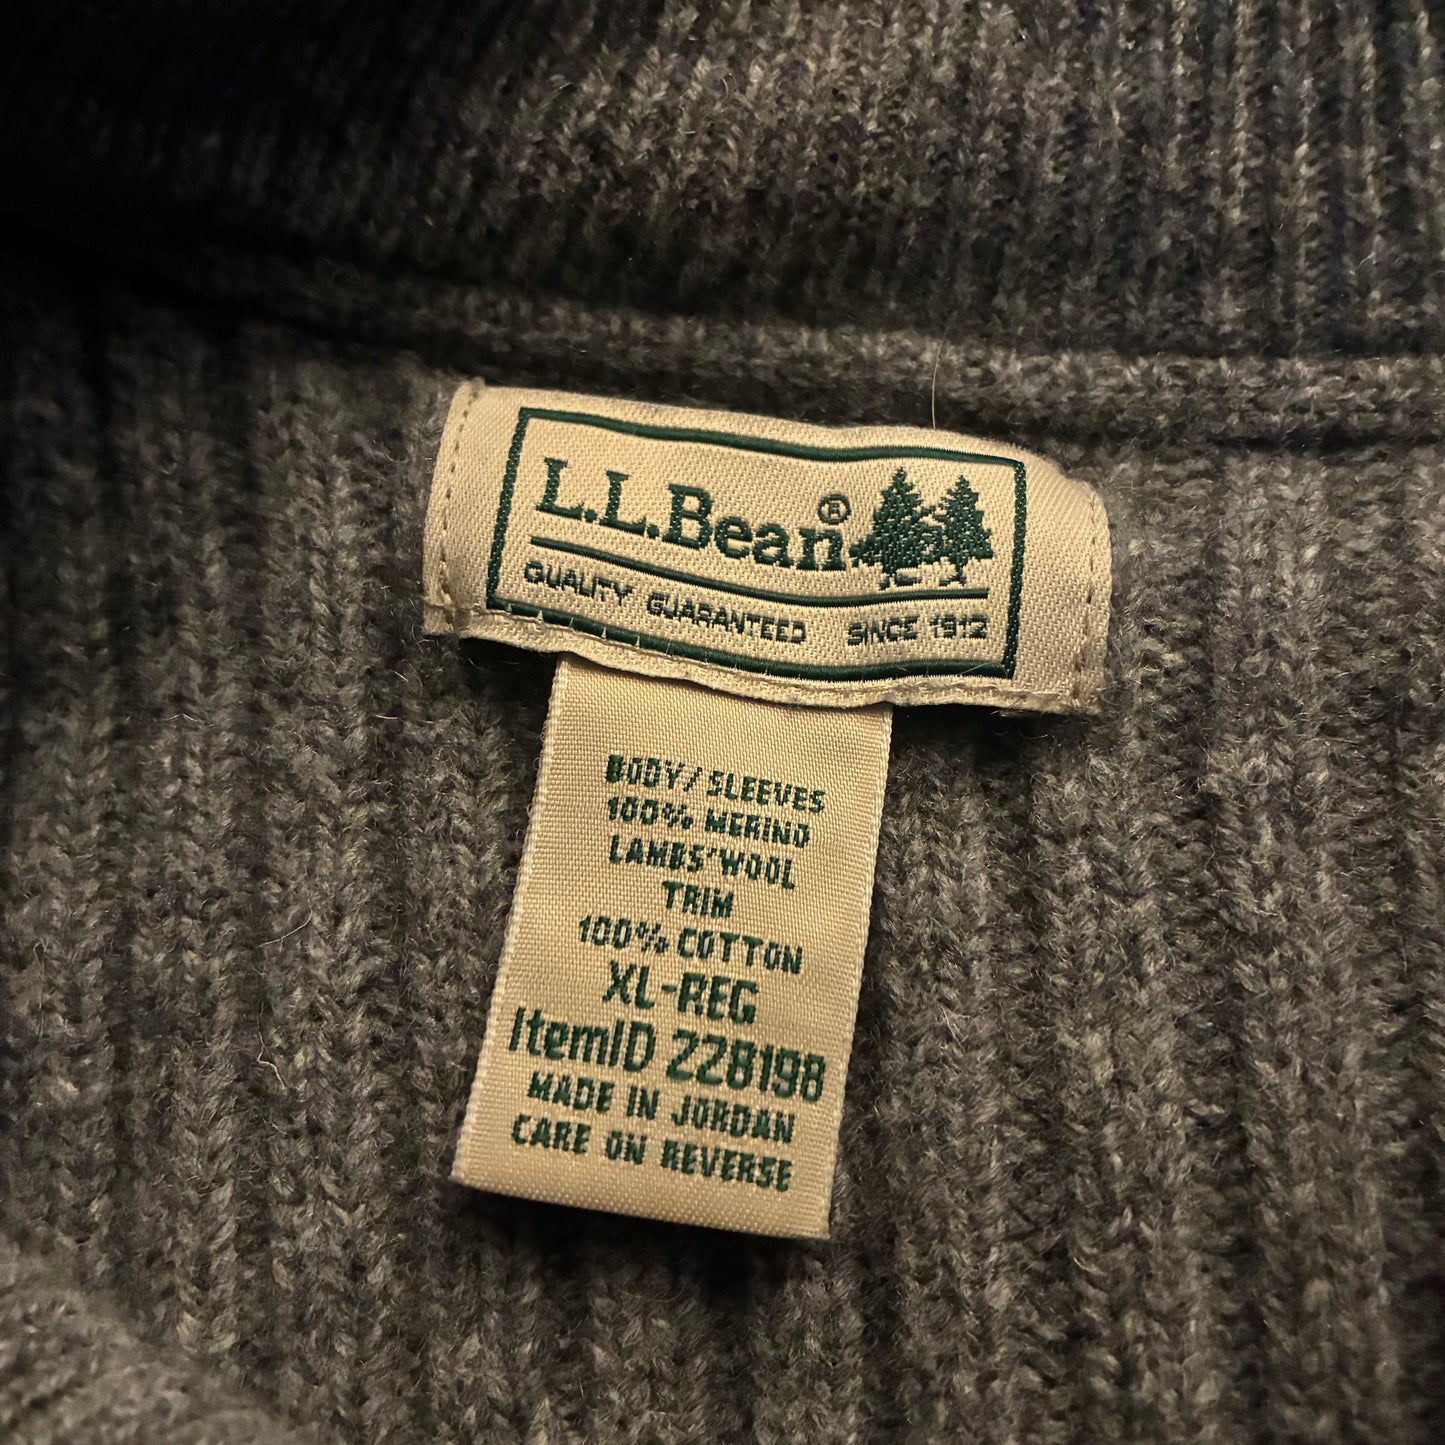 L.L.Bean®
QUALITY GUARANTEED SINCE 1912
BODY/SLEEVES
100% MERINO
LAMBS'WOOL
TRIM
100% COTTON
XL-REG
ItemID 228198
MADE IN JORDAN
CARE ON REVERSE